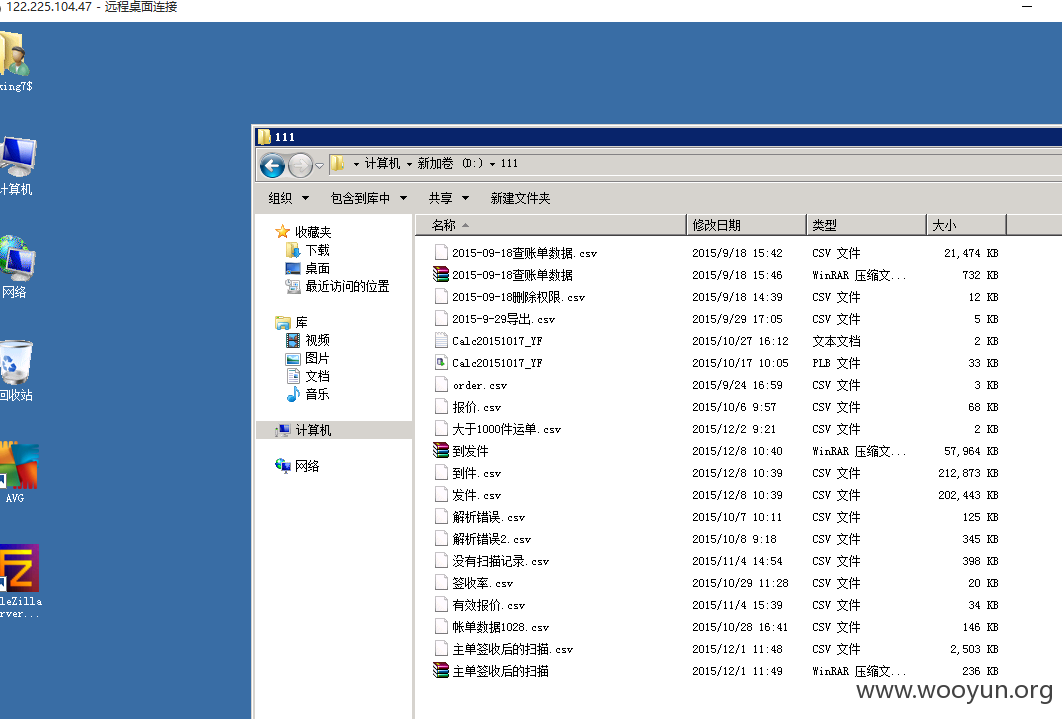 122.225.104.47 - 远程桌面连接
king7$
计算机
网络
回收站
AVG
leZilla
rver...
111
计算机 新加卷 (D:) 111
组织 包含到库中 共享 新建文件夹
收藏夹
下载
桌面
最近访问的位置
库
视频
图片
文档
音乐
计算机
网络
名称 修改日期 类型 大小
2015-09-18查账单数据.csv 2015/9/18 15:42 CSV 文件 21,474 KB
2015-09-18查账单数据 2015/9/18 15:46 WinRAR 压缩文... 732 KB
2015-09-18删除权限.csv 2015/9/18 14:39 CSV 文件 12 KB
2015-9-29导出.csv 2015/9/29 17:05 CSV 文件 5 KB
Calc20151017_YF 2015/10/27 16:12 文本文档 2 KB
Calc20151017_YF 2015/10/17 10:05 PLB 文件 33 KB
order.csv 2015/9/24 16:59 CSV 文件 3 KB
报价.csv 2015/10/6 9:57 CSV 文件 68 KB
大于1000件运单.csv 2015/12/2 9:21 CSV 文件 2 KB
到发件 2015/12/8 10:40 WinRAR 压缩文... 57,964 KB
到件.csv 2015/12/8 10:39 CSV 文件 212,873 KB
发件.csv 2015/12/8 10:39 CSV 文件 202,443 KB
解析错误.csv 2015/10/7 10:11 CSV 文件 125 KB
解析错误2.csv 2015/10/8 9:18 CSV 文件 345 KB
没有扫描记录.csv 2015/11/4 14:54 CSV 文件 398 KB
签收率.csv 2015/10/29 11:28 CSV 文件 20 KB
有效报价.csv 2015/11/4 15:39 CSV 文件 34 KB
帐单数据1028.csv 2015/10/28 16:41 CSV 文件 146 KB
主单签收后的扫描.csv 2015/12/1 11:48 CSV 文件 2,503 KB
主单签收后的扫描 2015/12/1 11:49 WinRAR 压缩文... 236 KB
www.wooyun.org